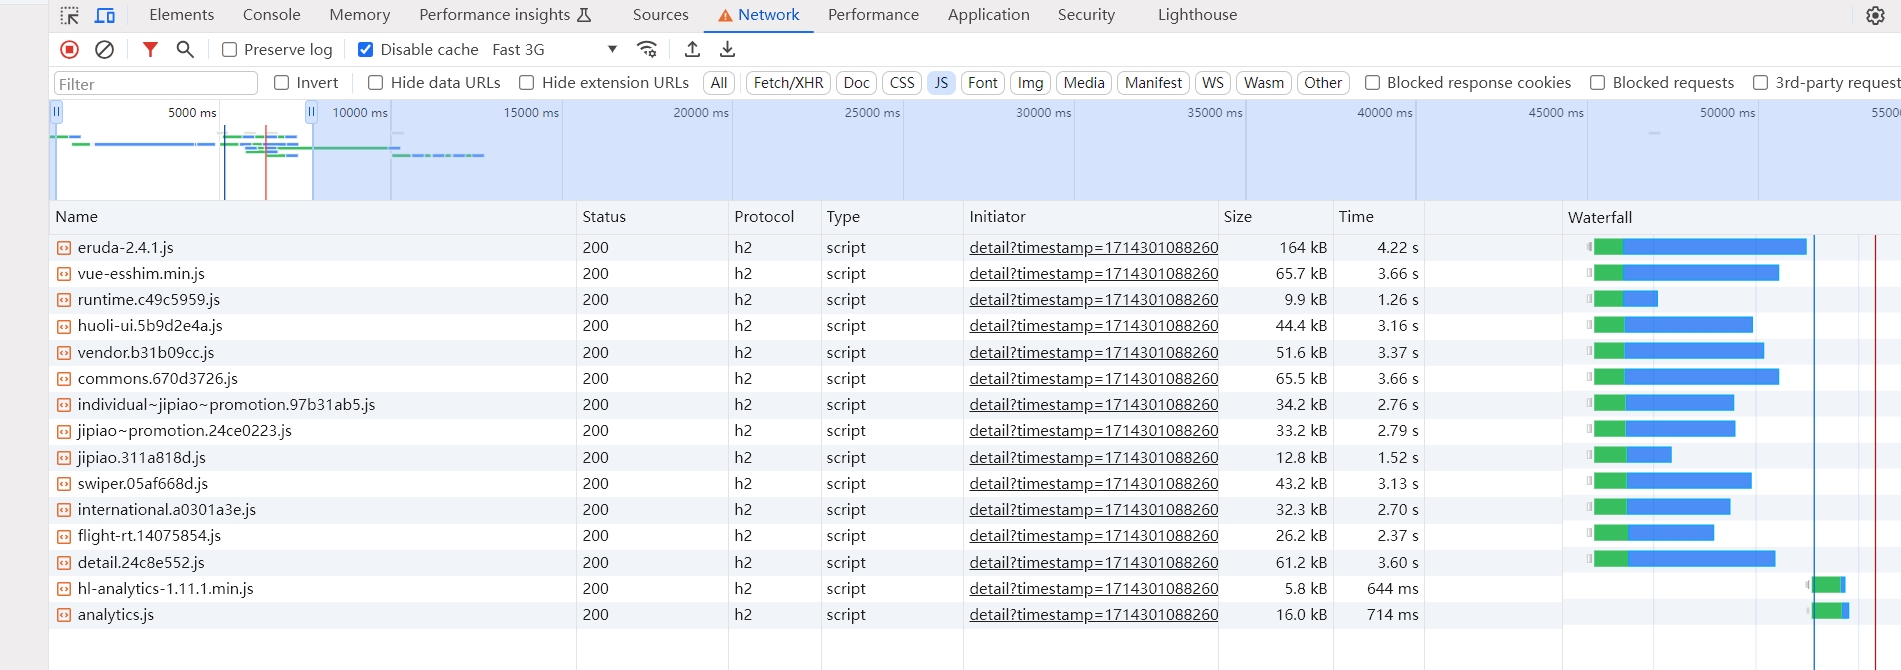 Elements Console Memory Performance insights Sources Network Performance Application Security Lighthouse
Preserve log Disable cache Fast 3G
Filter Invert Hide data URLs Hide extension URLs All Fetch/XHR Doc CSS JS Font Img Media Manifest WS Wasm Other Blocked response cookies Blocked requests 3rd-party request
5000 ms 10000 ms 15000 ms 20000 ms 25000 ms 30000 ms 35000 ms 40000 ms 45000 ms 50000 ms 5500
Name Status Protocol Type Initiator Size Time Waterfall
eruda-2.4.1.js 200 h2 script detail?timestamp=1714301088260 164 kB 4.22 s
vue-esshim.min.js 200 h2 script detail?timestamp=1714301088260 65.7 kB 3.66 s
runtime.c49c5959.js 200 h2 script detail?timestamp=1714301088260 9.9 kB 1.26 s
huoli-ui.5b9d2e4a.js 200 h2 script detail?timestamp=1714301088260 44.4 kB 3.16 s
vendor.b31b09cc.js 200 h2 script detail?timestamp=1714301088260 51.6 kB 3.37 s
commons.670d3726.js 200 h2 script detail?timestamp=1714301088260 65.5 kB 3.66 s
individual~jipiao~promotion.97b31ab5.js 200 h2 script detail?timestamp=1714301088260 34.2 kB 2.76 s
jipiao~promotion.24ce0223.js 200 h2 script detail?timestamp=1714301088260 33.2 kB 2.79 s
jipiao.311a818d.js 200 h2 script detail?timestamp=1714301088260 12.8 kB 1.52 s
swiper.05af668d.js 200 h2 script detail?timestamp=1714301088260 43.2 kB 3.13 s
international.a0301a3e.js 200 h2 script detail?timestamp=1714301088260 32.3 kB 2.70 s
flight-rt.14075854.js 200 h2 script detail?timestamp=1714301088260 26.2 kB 2.37 s
detail.24c8e552.js 200 h2 script detail?timestamp=1714301088260 61.2 kB 3.60 s
hl-analytics-1.11.1.min.js 200 h2 script detail?timestamp=1714301088260 5.8 kB 644 ms
analytics.js 200 h2 script detail?timestamp=1714301088260 16.0 kB 714 ms